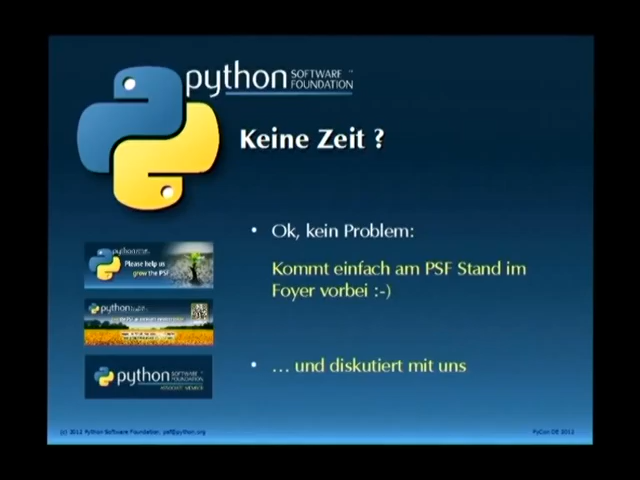 python SOFTWARE FOUNDATION
Keine Zeit ?
• Ok, kein Problem:
Kommt einfach am PSF Stand im
Foyer vorbei :-)
• ... und diskutiert mit uns
python
Please help us
grow the PSF
python
python SOFTWARE FOUNDATION
ASSOCIATE MEMBER
(c) 2012 Python Software Foundation, psf@python.org
PyCon DE 2012